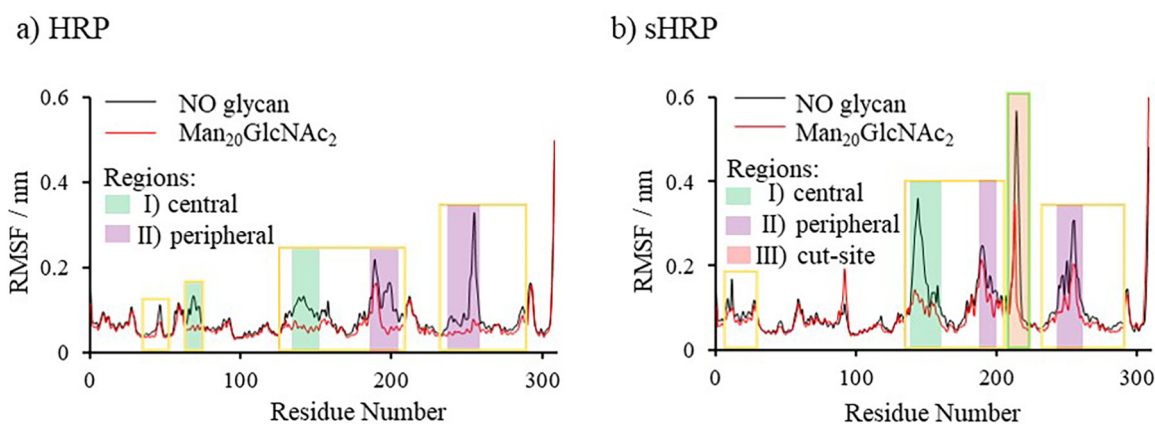 a) HRP
0.6
0.4
0.2
0
RMSF / nm
NO glycan
Man₂₀GlcNAc₂
Regions:
I) central
II) peripheral
0
100
200
300
Residue Number
b) sHRP
0.6
0.4
0.2
0
RMSF / nm
NO glycan
Man₂₀GlcNAc₂
Regions:
I) central
II) peripheral
III) cut-site
0
100
200
300
Residue Number